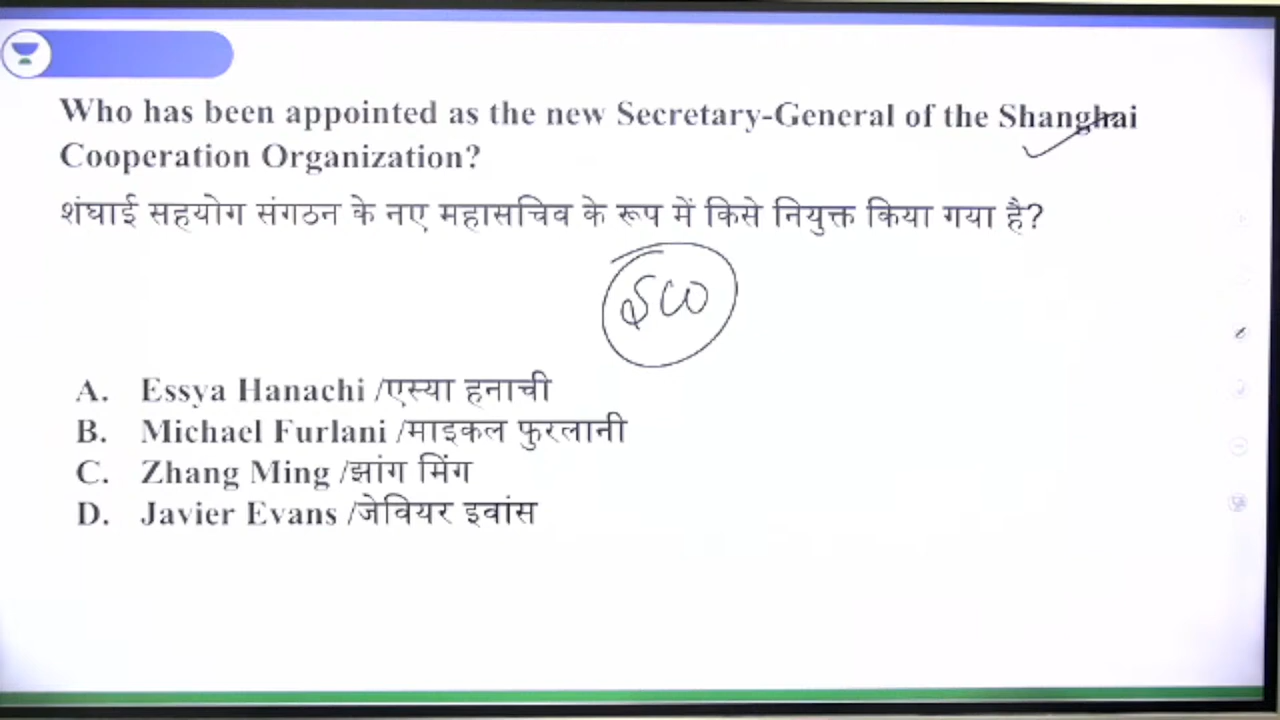 Who has been appointed as the new Secretary-General of the Shanghai
Cooperation Organization?
शंघाई सहयोग संगठन के नए महासचिव के रूप में किसे नियुक्त किया गया है?
SCO
A. Essya Hanachi /एस्या हनाची
B. Michael Furlani /माइकल फुरलानी
C. Zhang Ming /झांग मिंग
D. Javier Evans /जेवियर इवांस